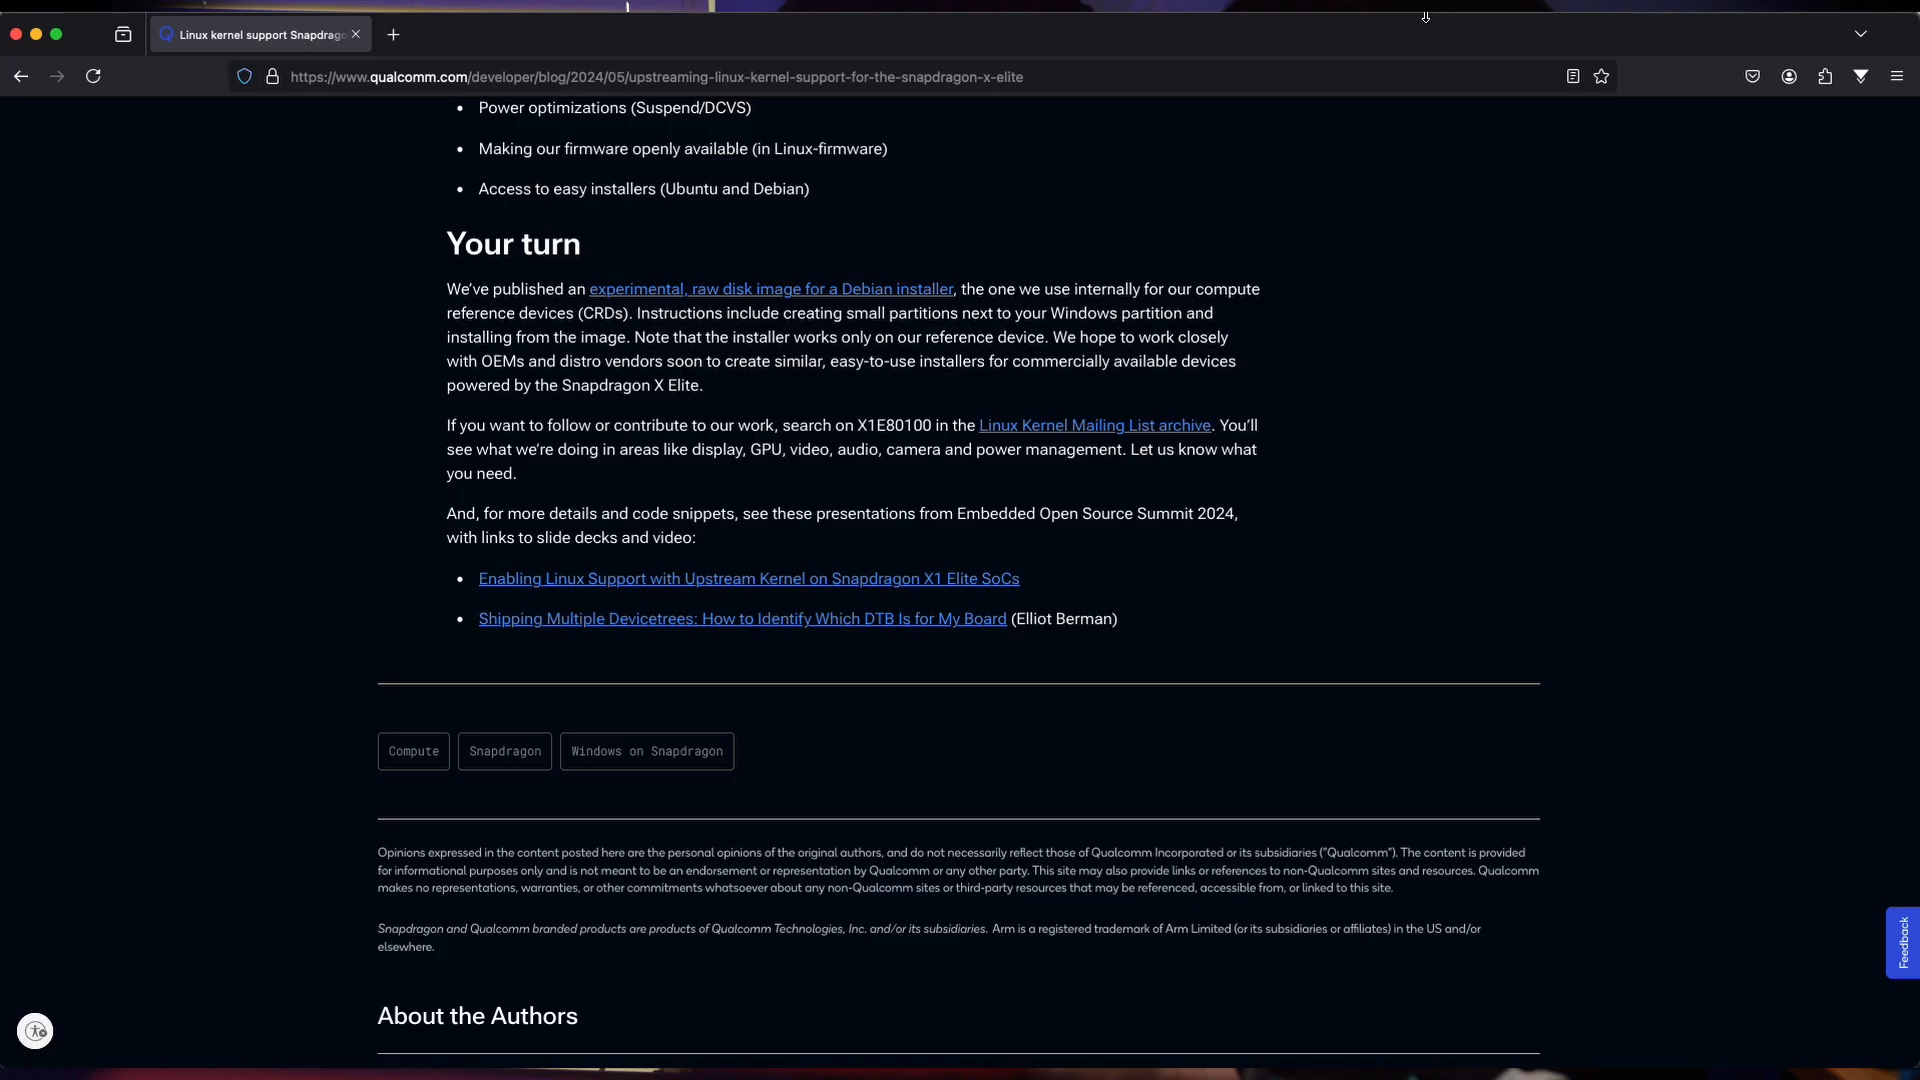 Linux kernel support Snapdrago
https://www.qualcomm.com/developer/blog/2024/05/upstreaming-linux-kernel-support-for-the-snapdragon-x-elite
• Power optimizations (Suspend/DCVS)
• Making our firmware openly available (in Linux-firmware)
• Access to easy installers (Ubuntu and Debian)
Your turn
We’ve published an experimental, raw disk image for a Debian installer, the one we use internally for our compute
reference devices (CRDs). Instructions include creating small partitions next to your Windows partition and
installing from the image. Note that the installer works only on our reference device. We hope to work closely
with OEMs and distro vendors soon to create similar, easy-to-use installers for commercially available devices
powered by the Snapdragon X Elite.
If you want to follow or contribute to our work, search on X1E80100 in the Linux Kernel Mailing List archive. You’ll
see what we’re doing in areas like display, GPU, video, audio, camera and power management. Let us know what
you need.
And, for more details and code snippets, see these presentations from Embedded Open Source Summit 2024,
with links to slide decks and video:
• Enabling Linux Support with Upstream Kernel on Snapdragon X1 Elite SoCs
• Shipping Multiple Devicetrees: How to Identify Which DTB Is for My Board (Elliot Berman)
Compute Snapdragon Windows on Snapdragon
Opinions expressed in the content posted here are the personal opinions of the original authors, and do not necessarily reflect those of Qualcomm Incorporated or its subsidiaries (“Qualcomm”). The content is provided
for informational purposes only and is not meant to be an endorsement or representation by Qualcomm or any other party. This site may also provide links or references to non-Qualcomm sites and resources. Qualcomm
makes no representations, warranties, or other commitments whatsoever about any non-Qualcomm sites or third-party resources that may be referenced, accessible from, or linked to this site.
Snapdragon and Qualcomm branded products are products of Qualcomm Technologies, Inc. and/or its subsidiaries. Arm is a registered trademark of Arm Limited (or its subsidiaries or affiliates) in the US and/or
elsewhere.
Feedback
About the Authors